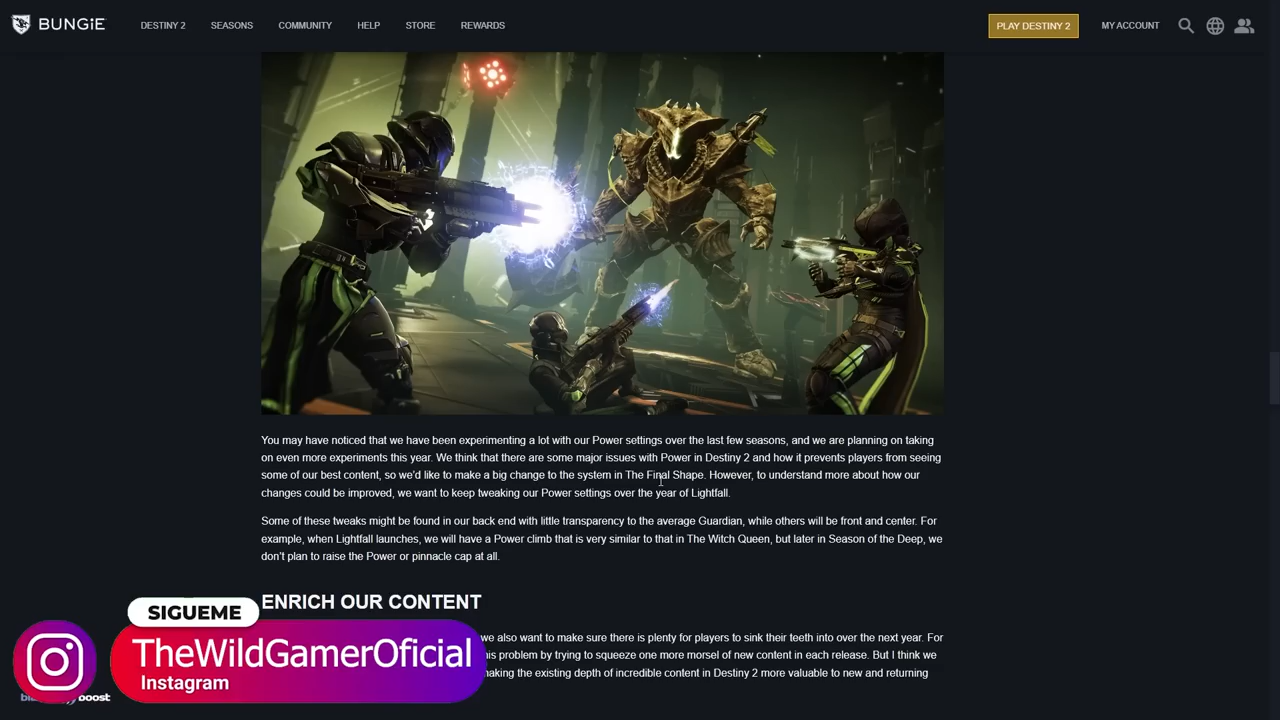 BUNGiE DESTINY 2 SEASONS COMMUNITY HELP STORE REWARDS PLAY DESTINY 2 MY ACCOUNT
You may have noticed that we have been experimenting a lot with our Power settings over the last few seasons, and we are planning on taking
on even more experiments this year. We think that there are some major issues with Power in Destiny 2 and how it prevents players from seeing
some of our best content, so we'd like to make a big change to the system in The Final Shape. However, to understand more about how our
changes could be improved, we want to keep tweaking our Power settings over the year of Lightfall.
Some of these tweaks might be found in our back end with little transparency to the average Guardian, while others will be front and center. For
example, when Lightfall launches, we will have a Power climb that is very similar to that in The Witch Queen, but later in Season of the Deep, we
don't plan to raise the Power or pinnacle cap at all.
ENRICH OUR CONTENT
we also want to make sure there is plenty for players to sink their teeth into over the next year. For
problem by trying to squeeze one more morsel of new content in each release. But I think we
the existing depth of incredible content in Destiny 2 more valuable to new and returning
SIGUEME
TheWildGamerOficial
Instagram
boost